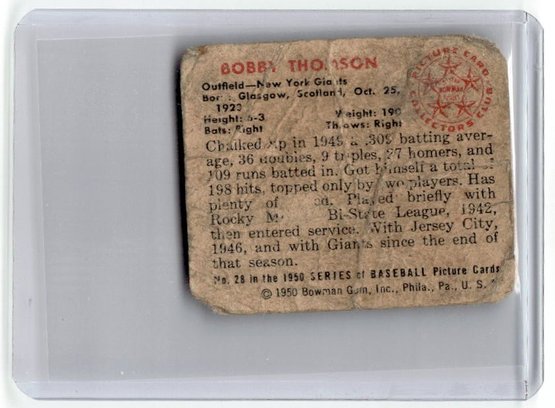 BOBBY THOMSON
Outfield—New York Giants
Born: Glasgow, Scotland, Oct. 25,
1923
Height: 6-3 Weight: 190
Bats: Right Throws: Right
Chalked up in 1949 a .309 batting aver-
age, 36 doubles, 9 triples, 27 homers, and
109 runs batted in. Got himself a total of
198 hits, topped only by two players. Has
plenty of Played briefly with
Rocky M Bi-State League, 1942,
then entered service. With Jersey City,
1946, and with Giants since the end of
that season.
No. 28 in the 1950 SERIES of BASEBALL Picture Cards
© 1950 Bowman Gum, Inc., Phila., Pa., U. S.
PICTURE CARD
BOWMAN
COLLECTORS CLUB